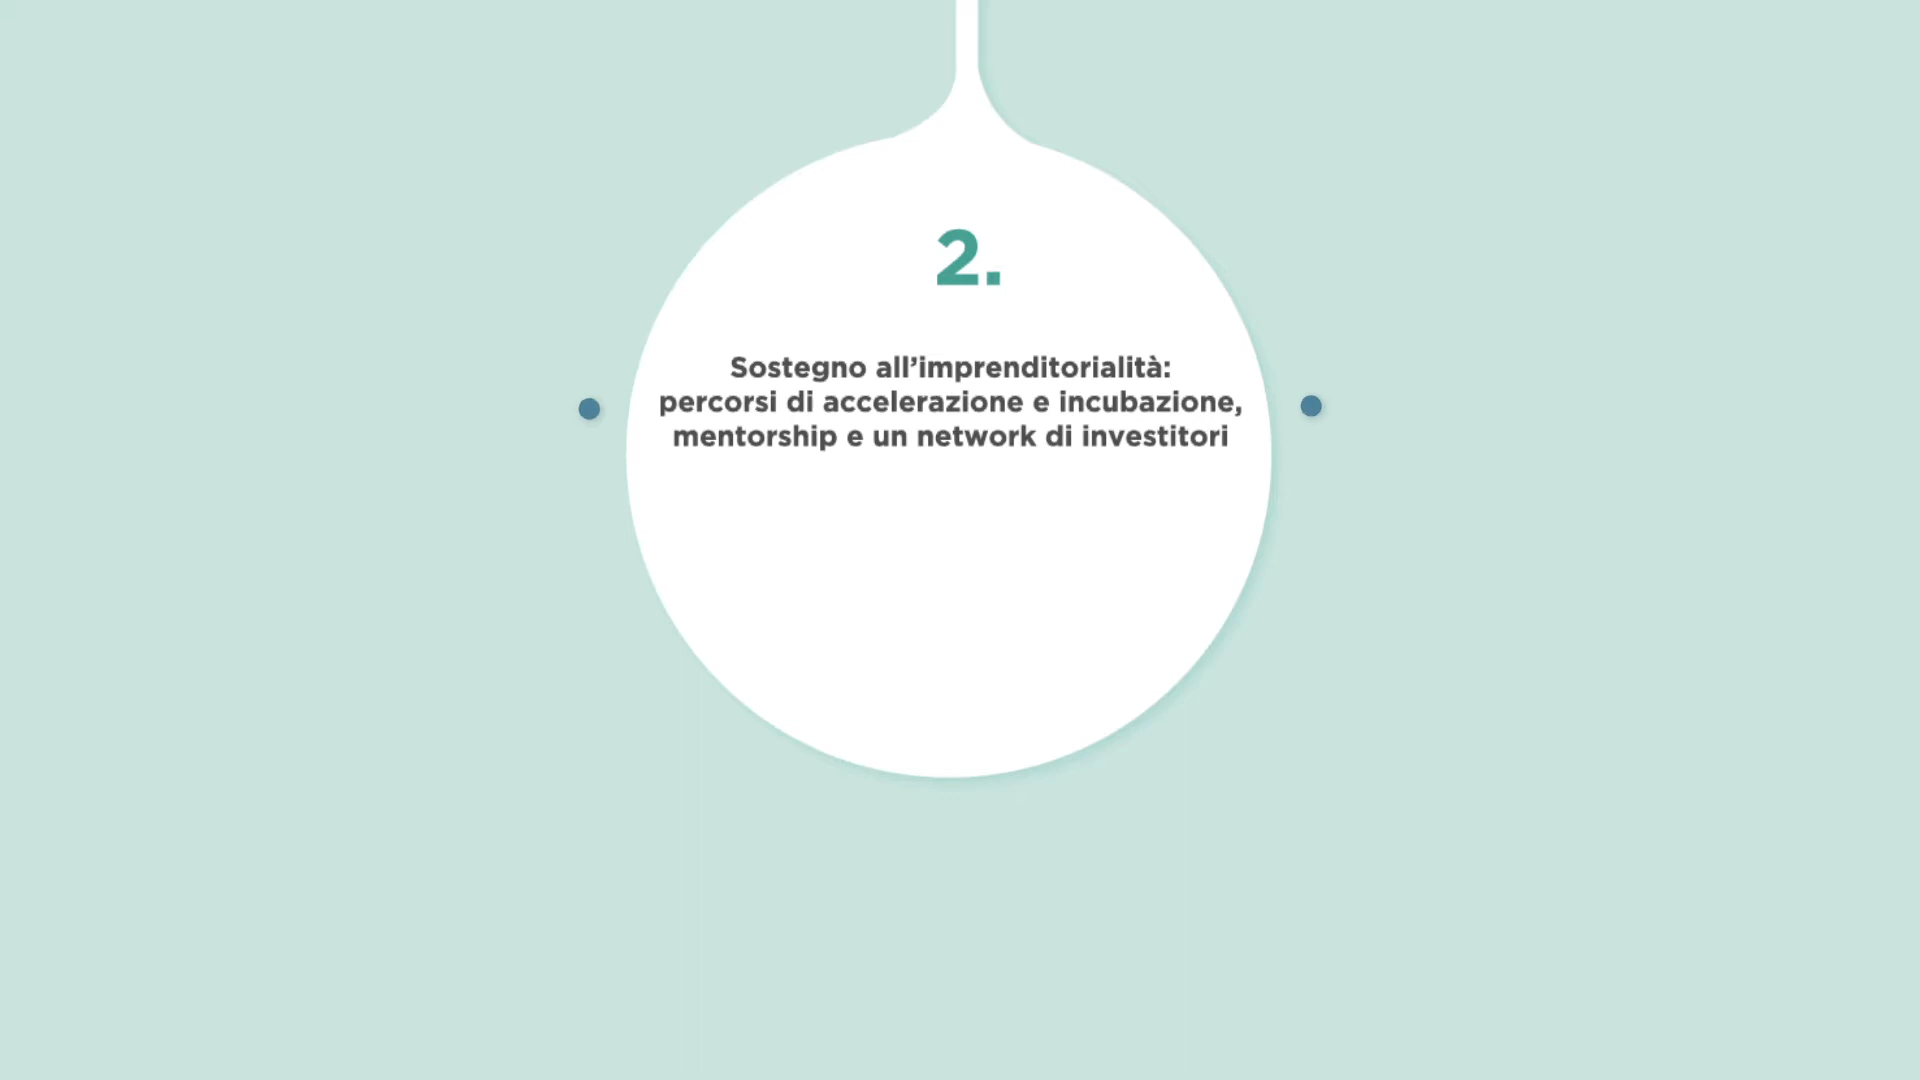 2.
Sostegno all’imprenditorialità:
percorsi di accelerazione e incubazione,
mentorship e un network di investitori